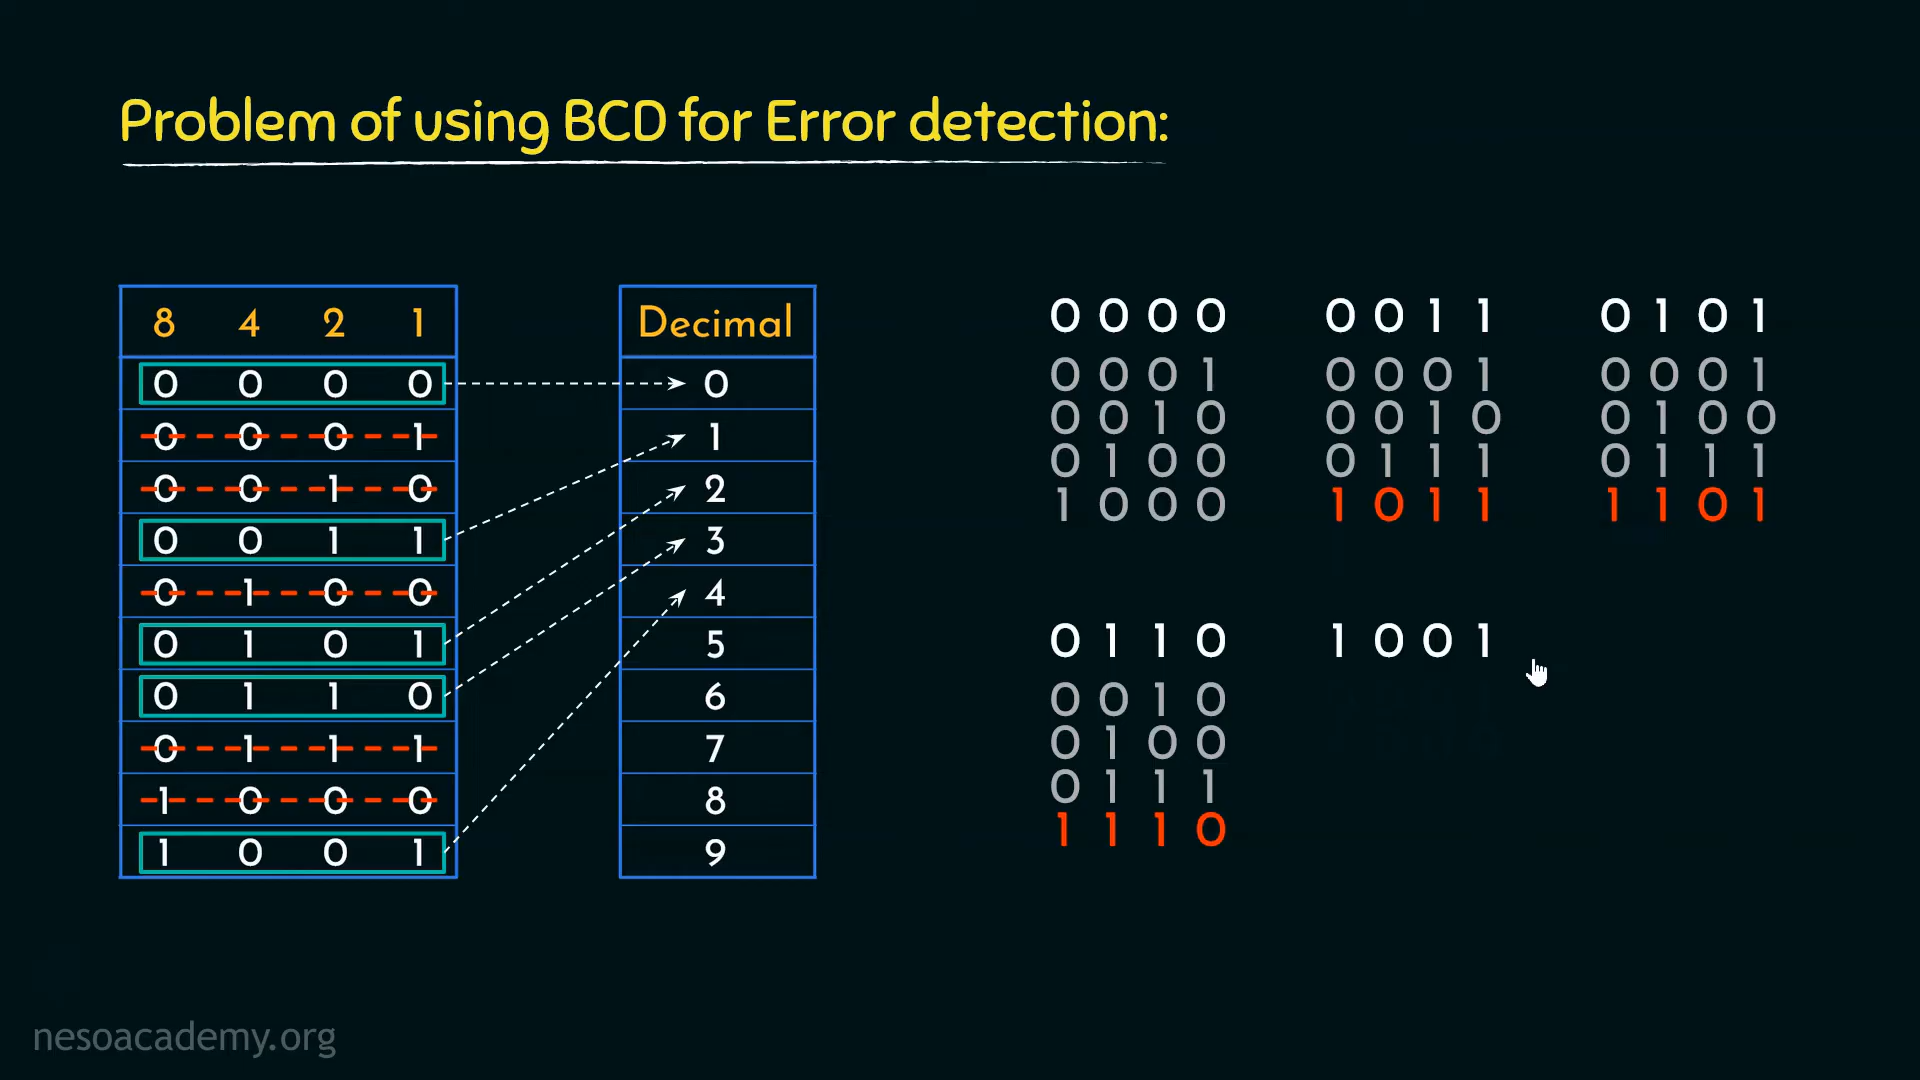 Problem of using BCD for Error detection:
8 4 2 1
0 0 0 0
0 0 0 1
0 0 1 0
0 0 1 1
0 1 0 0
0 1 0 1
0 1 1 0
0 1 1 1
1 0 0 0
1 0 0 1
Decimal
0
1
2
3
4
5
6
7
8
9
0 0 0 0
0 0 0 1
0 0 1 0
0 1 0 0
1 0 0 0
0 0 1 1
0 0 0 1
0 0 1 0
0 1 1 1
1 0 1 1
0 1 0 1
0 0 0 1
0 1 0 0
0 1 1 1
1 1 0 1
0 1 1 0
0 0 1 0
0 1 0 0
0 1 1 1
1 1 1 0
1 0 0 1
nesoacademy.org